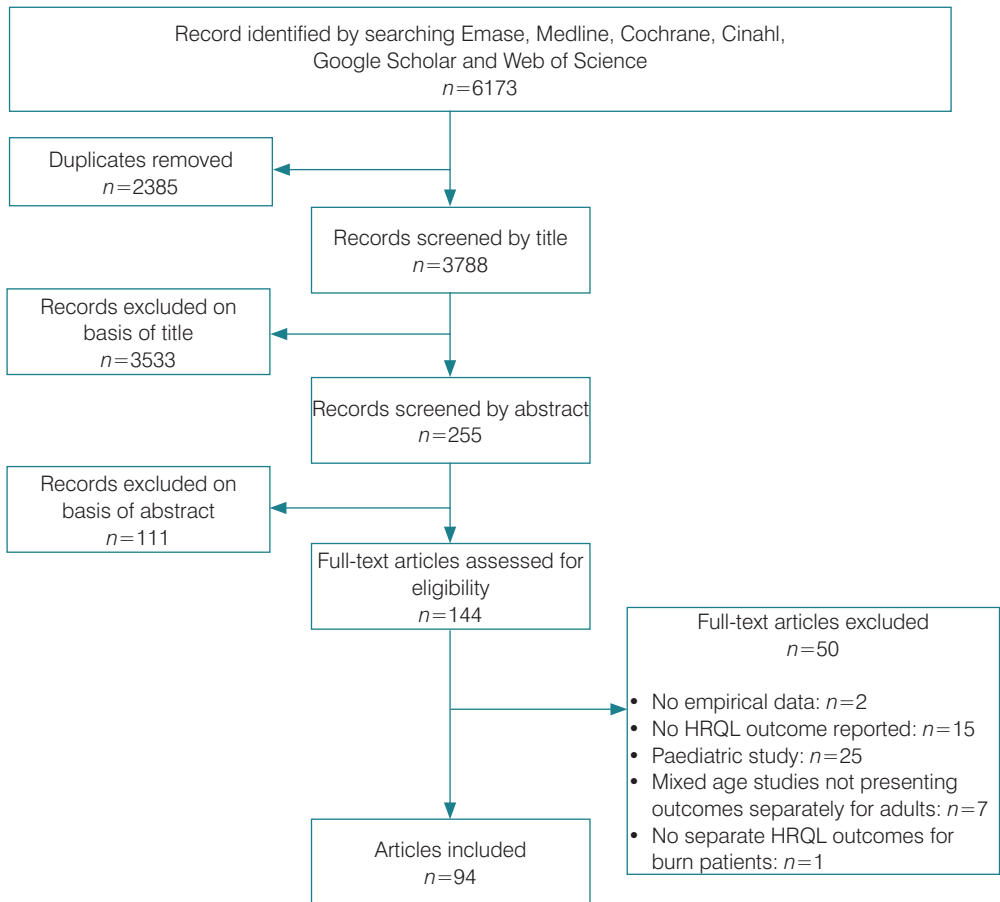 Record identified by searching Emase, Medline, Cochrane, Cinahl,
Google Scholar and Web of Science
n=6173
Duplicates removed
n=2385
Records screened by title
n=3788
Records excluded on
basis of title
n=3533
Records screened by abstract
n=255
Records excluded on
basis of abstract
n=111
Full-text articles assessed for
eligibility
n=144
Full-text articles excluded
n=50
• No empirical data: n=2
• No HRQL outcome reported: n=15
• Paediatric study: n=25
• Mixed age studies not presenting
outcomes separately for adults: n=7
• No separate HRQL outcomes for
burn patients: n=1
Articles included
n=94